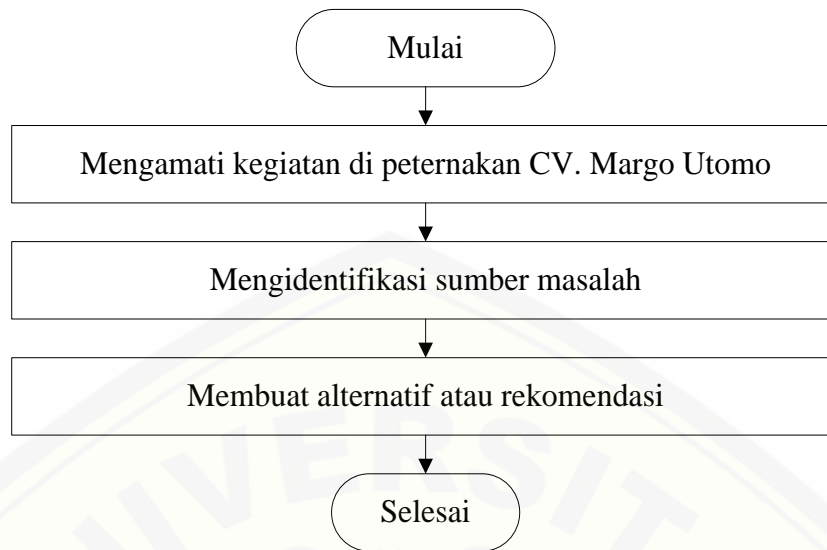 Mulai
Mengamati kegiatan di peternakan CV. Margo Utomo
Mengidentifikasi sumber masalah
Membuat alternatif atau rekomendasi
Selesai